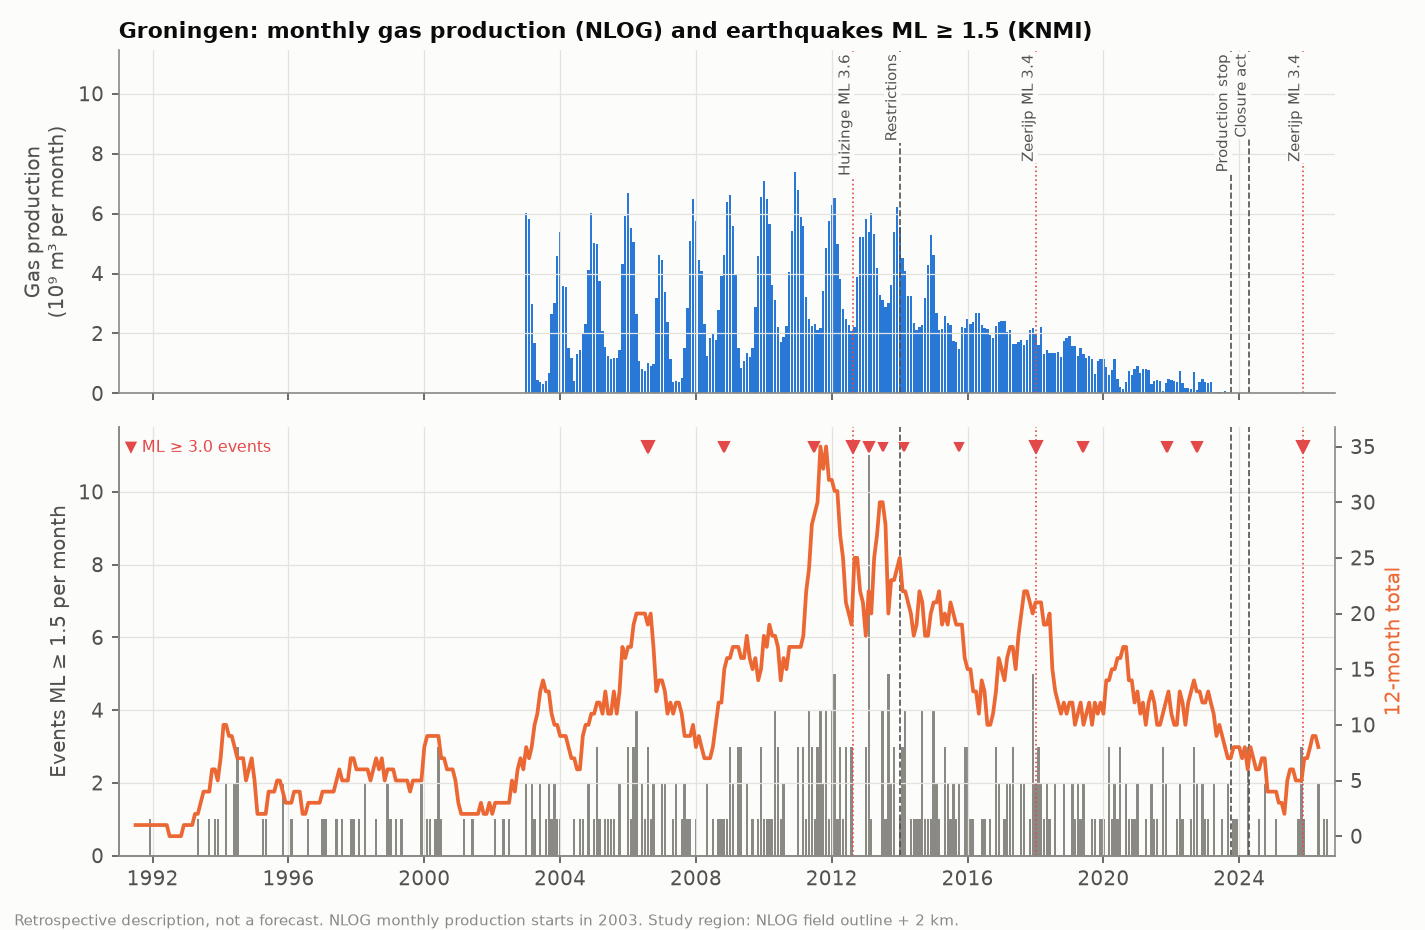 Groningen: monthly gas production (NLOG) and earthquakes ML ≥ 1.5 (KNMI)
Gas production
(10⁹ m³ per month)
10
8
6
4
2
0
Huizinge ML 3.6
Restrictions
Zeerijp ML 3.4
Production stop
Closure act
Zeerijp ML 3.4
ML ≥ 3.0 events
Events ML ≥ 1.5 per month
10
8
6
4
2
0
35
30
25
20
15
10
5
0
12-month total
1992 1996 2000 2004 2008 2012 2016 2020 2024
Retrospective description, not a forecast. NLOG monthly production starts in 2003. Study region: NLOG field outline + 2 km.